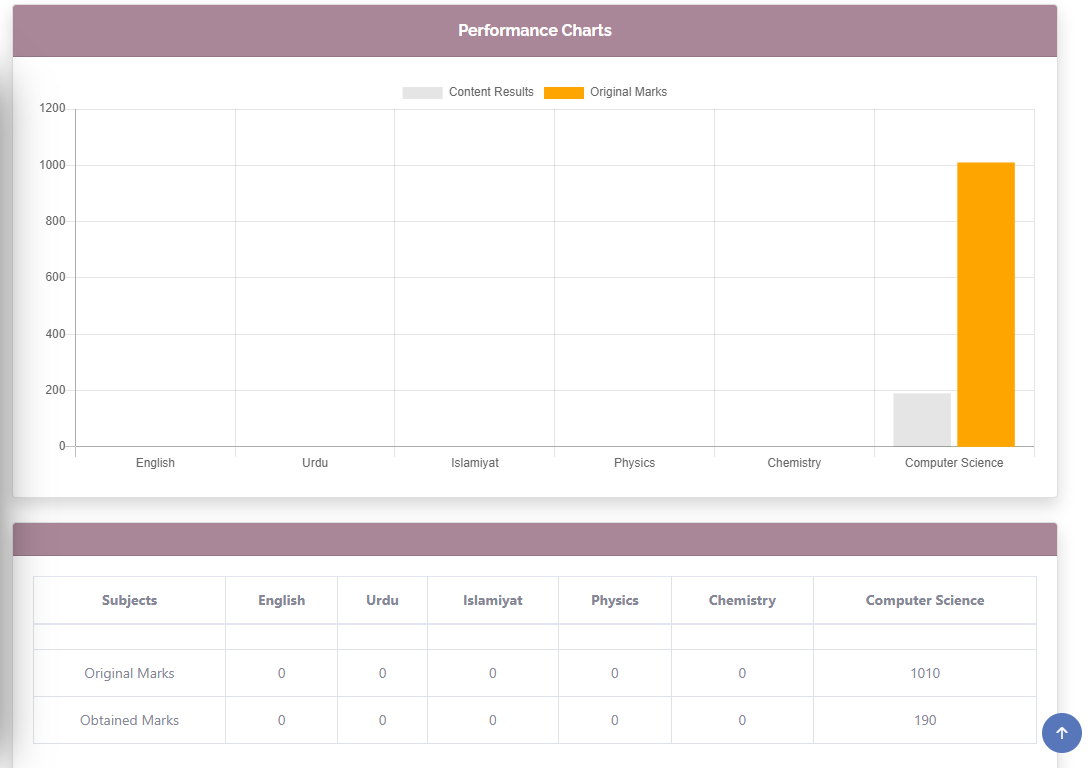 Performance Charts
Content Results Original Marks
1200
1000
800
600
400
200
0
English Urdu Islamiyat Physics Chemistry Computer Science
Subjects English Urdu Islamiyat Physics Chemistry Computer Science
Original Marks 0 0 0 0 0 1010
Obtained Marks 0 0 0 0 0 190